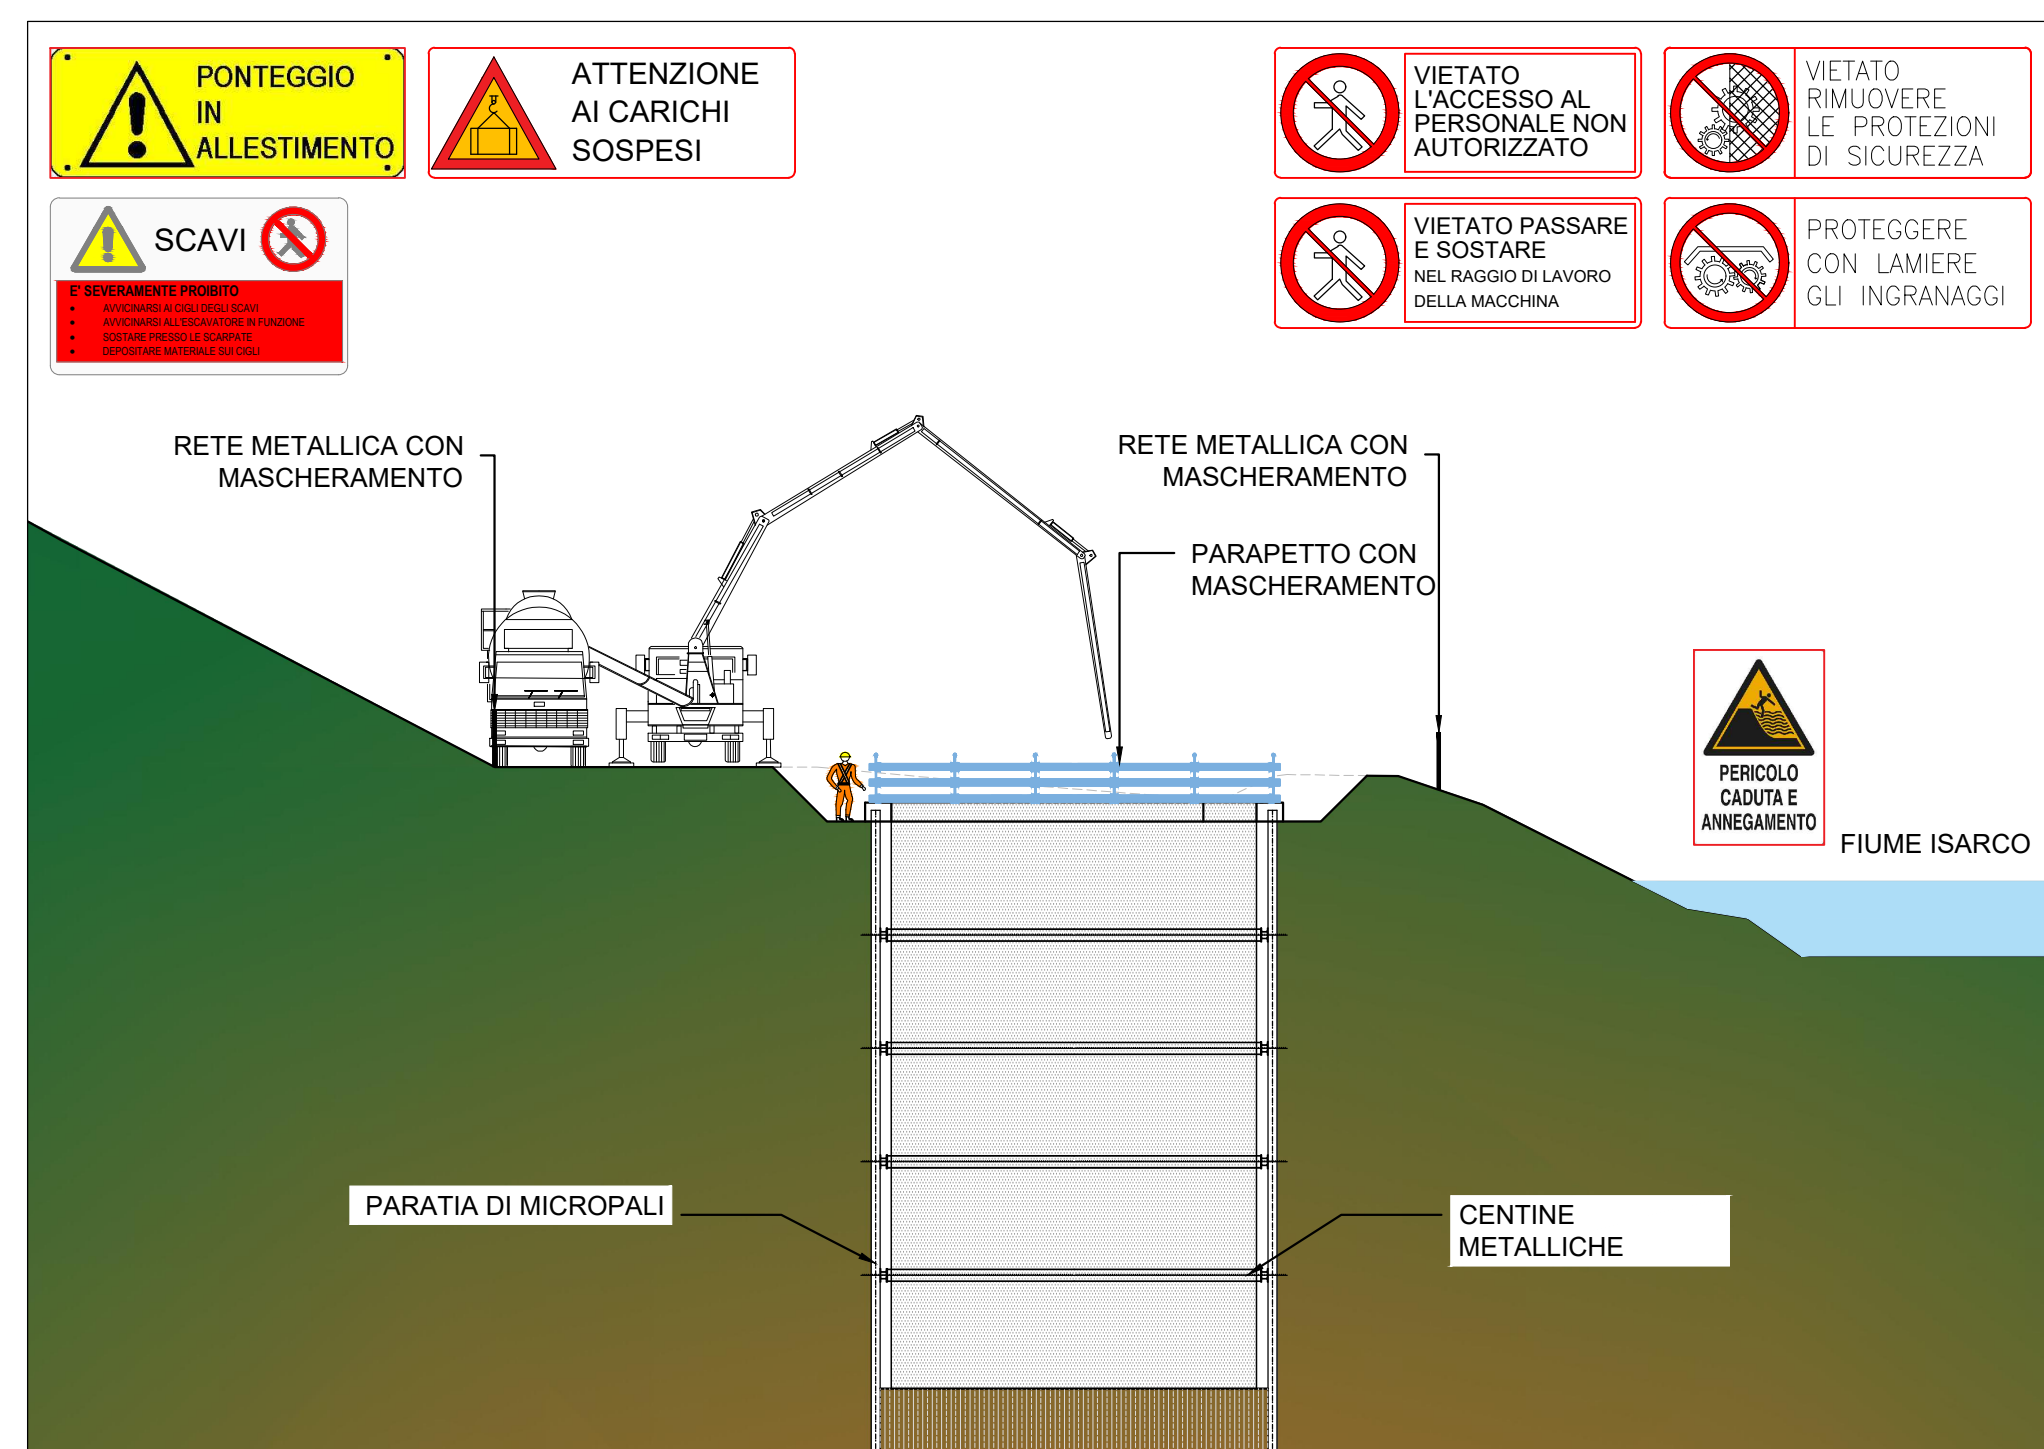 PONTEGGIO
IN
ALLESTIMENTO
ATTENZIONE
AI CARICHI
SOSPESI
VIETATO
L'ACCESSO AL
PERSONALE NON
AUTORIZZATO
VIETATO
RIMUOVERE
LE PROTEZIONI
DI SICUREZZA
SCAVI
E' SEVERAMENTE PROIBITO
• AVVICINARSI AI CIGLI DEGLI SCAVI
• AVVICINARSI ALL'ESCAVATORE IN FUNZIONE
• SOSTARE PRESSO LE SCARPATE
• DEPOSITARE MATERIALE SUI CIGLI
VIETATO PASSARE
E SOSTARE
NEL RAGGIO DI LAVORO
DELLA MACCHINA
PROTEGGERE
CON LAMIERE
GLI INGRANAGGI
RETE METALLICA CON
MASCHERAMENTO
RETE METALLICA CON
MASCHERAMENTO
PARAPETTO CON
MASCHERAMENTO
PERICOLO
CADUTA E
ANNEGAMENTO
FIUME ISARCO
PARATIA DI MICROPALI
CENTINE
METALLICHE